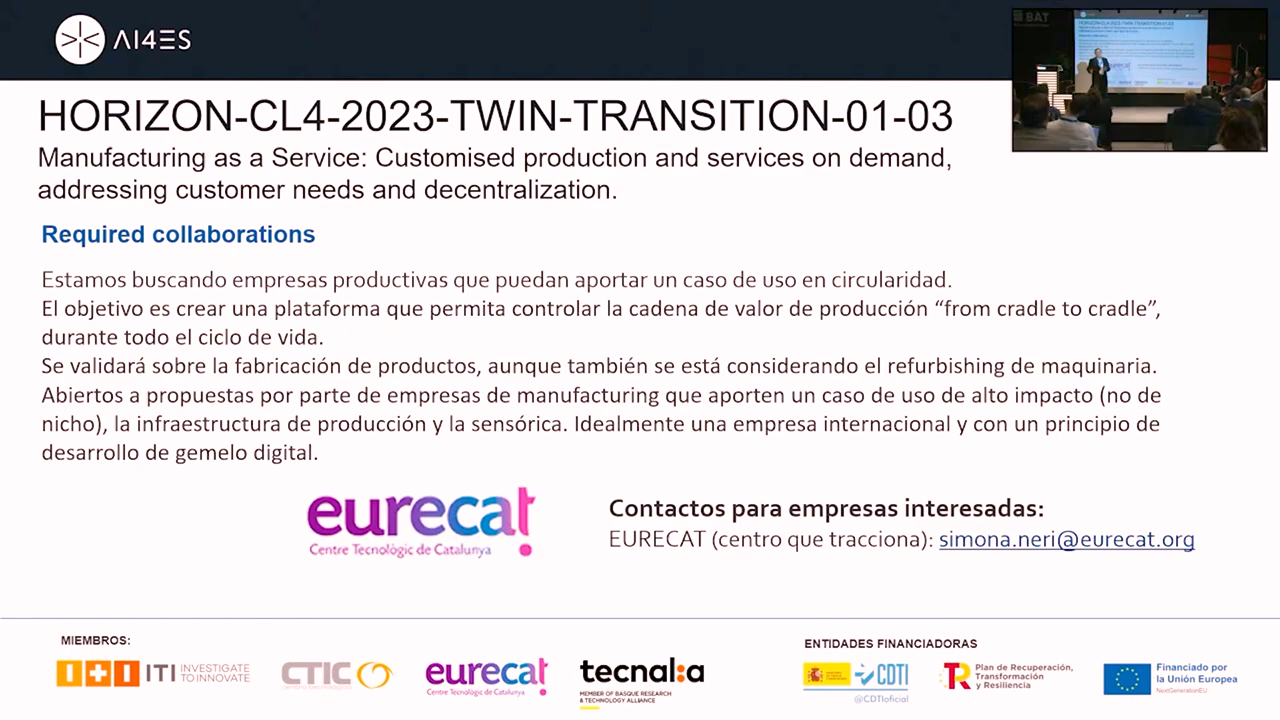 AI4ES
BAT
HORIZON-CL4-2023-TWIN-TRANSITION-01-03
HORIZON-CL4-2023-TWIN-TRANSITION-01-03
Manufacturing as a Service: Customised production and services on demand,
addressing customer needs and decentralization.
Required collaborations
Estamos buscando empresas productivas que puedan aportar un caso de uso en circularidad.
El objetivo es crear una plataforma que permita controlar la cadena de valor de producción “from cradle to cradle”,
durante todo el ciclo de vida.
Se validará sobre la fabricación de productos, aunque también se está considerando el refurbishing de maquinaria.
Abiertos a propuestas por parte de empresas de manufacturing que aporten un caso de uso de alto impacto (no de
nicho), la infraestructura de producción y la sensórica. Idealmente una empresa internacional y con un principio de
desarrollo de gemelo digital.
eurecat
Centre Tecnològic de Catalunya
Contactos para empresas interesadas:
EURECAT (centro que tracciona): simona.neri@eurecat.org
MIEMBROS:
ITI INVESTIGATE
TO INNOVATE
CTIC
eurecat
Centre Tecnològic de Catalunya
tecnalia
MEMBER OF BASQUE RESEARCH
& TECHNOLOGY ALLIANCE
ENTIDADES FINANCIADORAS
CDTI
@CDTIoficial
Plan de Recuperación,
Transformación
y Resiliencia
Financiado por
la Unión Europea
NextGenerationEU